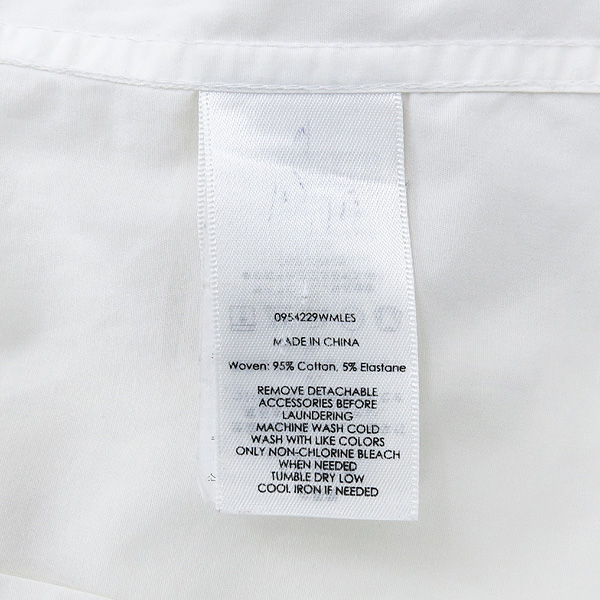 0954229WMLES
MADE IN CHINA
Woven: 95% Cotton, 5% Elastane
REMOVE DETACHABLE
ACCESSORIES BEFORE
LAUNDERING
MACHINE WASH COLD
WASH WITH LIKE COLORS
ONLY NON-CHLORINE BLEACH
WHEN NEEDED
TUMBLE DRY LOW
COOL IRON IF NEEDED